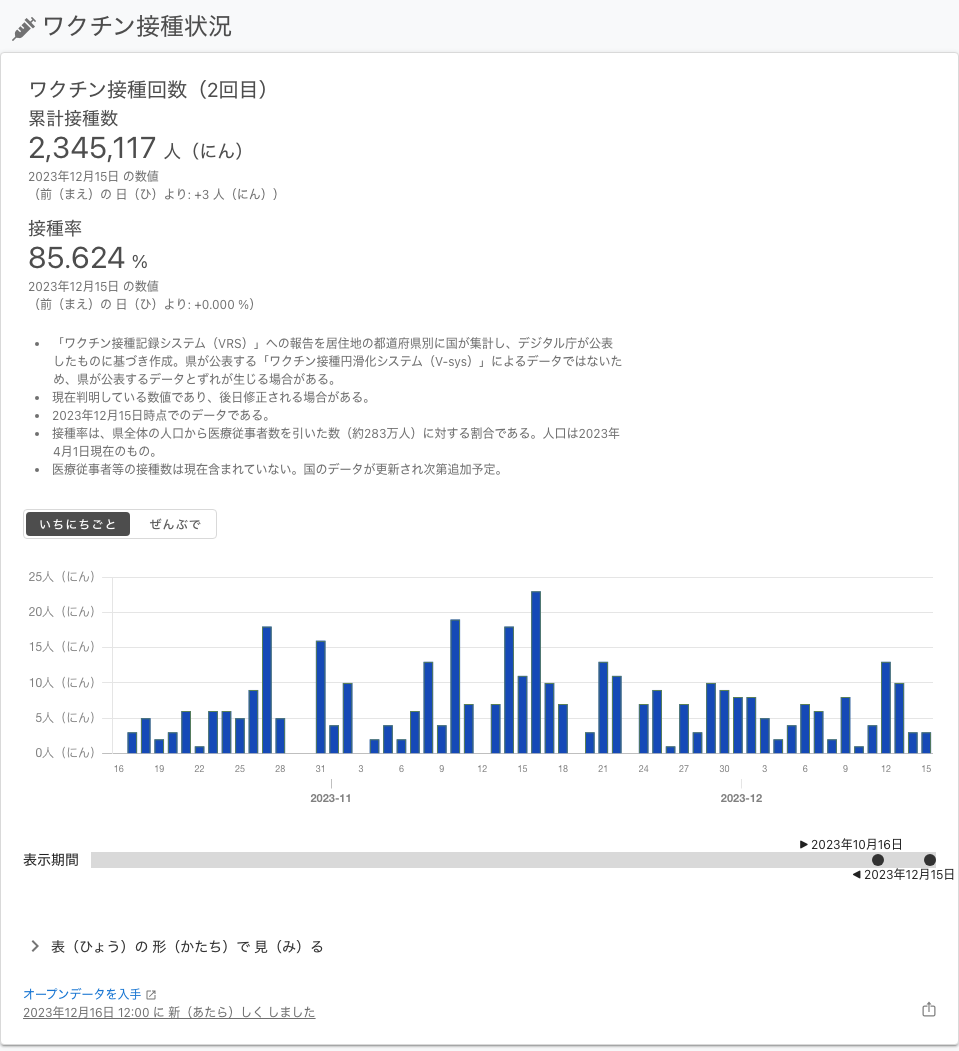 ワクチン接種状況
ワクチン接種回数（2回目）
累計接種数
2,345,117 人（にん）
2023年12月15日 の数値
（前（まえ）の 日（ひ）より: +3 人（にん））
接種率
85.624 %
2023年12月15日 の数値
（前（まえ）の 日（ひ）より: +0.000 %）
• 「ワクチン接種記録システム（VRS）」への報告を居住地の都道府県別に国が集計し、デジタル庁が公表
したものに基づき作成。県が公表する「ワクチン接種円滑化システム（V-sys）」によるデータではないた
め、県が公表するデータとずれが生じる場合がある。
• 現在判明している数値であり、後日修正される場合がある。
• 2023年12月15日時点でのデータである。
• 接種率は、県全体の人口から医療従事者数を引いた数（約283万人）に対する割合である。人口は2023年
4月1日現在のもの。
• 医療従事者等の接種数は現在含まれていない。国のデータが更新され次第追加予定。
いちにちごと ぜんぶで
25人（にん）
20人（にん）
15人（にん）
10人（にん）
5人（にん）
0人（にん）
16 19 22 25 28 31 3 6 9 12 15 18 21 24 27 30 3 6 9 12 15
2023-11 2023-12
▶ 2023年10月16日
表示期間
◀ 2023年12月15日
表（ひょう）の 形（かたち）で 見（み）る
オープンデータを入手
2023年12月16日 12:00 に 新（あたら）しく しました